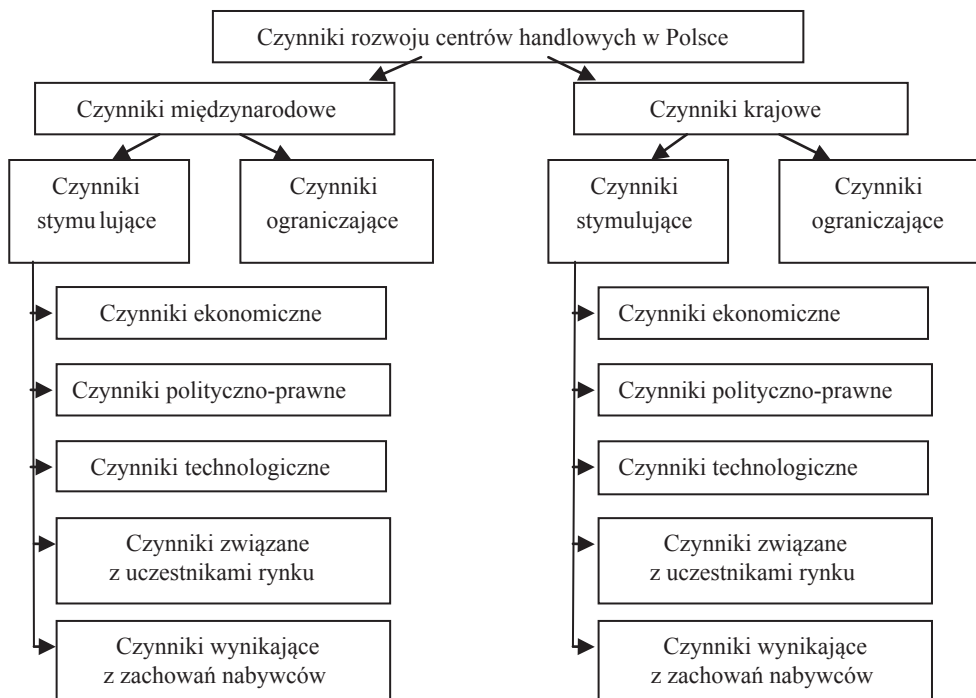 Czynniki rozwoju centrów handlowych w Polsce
Czynniki międzynarodowe
Czynniki krajowe
Czynniki
stymulujące
Czynniki
ograniczające
Czynniki
stymulujące
Czynniki
ograniczające
Czynniki ekonomiczne
Czynniki polityczno-prawne
Czynniki technologiczne
Czynniki związane
z uczestnikami rynku
Czynniki wynikające
z zachowań nabywców
Czynniki ekonomiczne
Czynniki polityczno-prawne
Czynniki technologiczne
Czynniki związane
z uczestnikami rynku
Czynniki wynikające
z zachowań nabywców